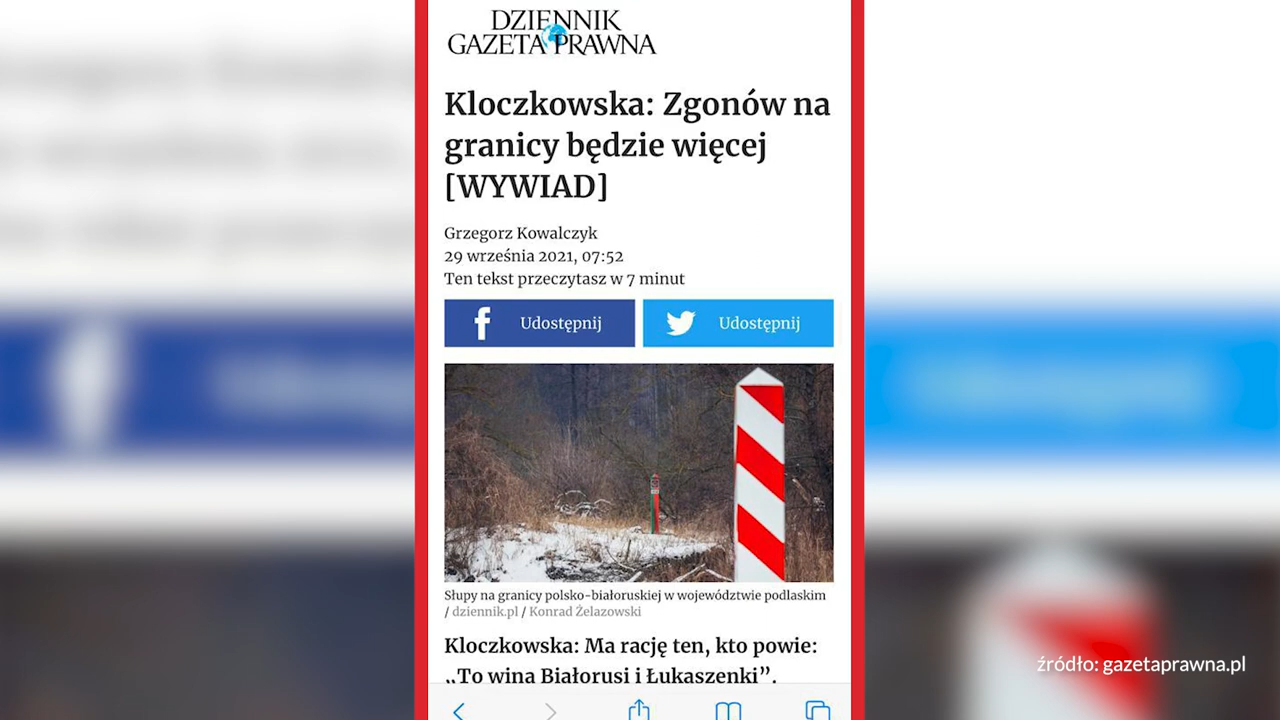 DZIENNIK
GAZETA PRAWNA
Kloczkowska: Zgonów na
granicy będzie więcej
[WYWIAD]
Grzegorz Kowalczyk
29 września 2021, 07:52
Ten tekst przeczytasz w 7 minut
Udostępnij
Udostępnij
Słupy na granicy polsko-białoruskiej w województwie podlaskim
/ dziennik.pl / Konrad Żelazowski
Kloczkowska: Ma rację ten, kto powie:
„To wina Białorusi i Łukaszenki”.
źródło: gazetaprawna.pl